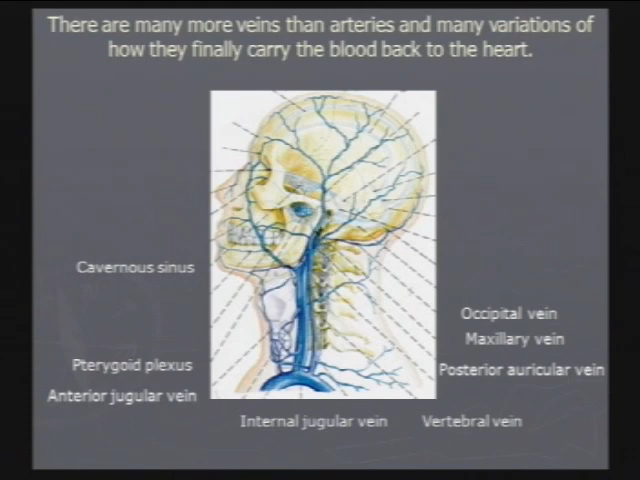 There are many more veins than arteries and many variations of
how they finally carry the blood back to the heart.
Cavernous sinus
Occipital vein
Maxillary vein
Pterygoid plexus
Posterior auricular vein
Anterior jugular vein
Internal jugular vein
Vertebral vein